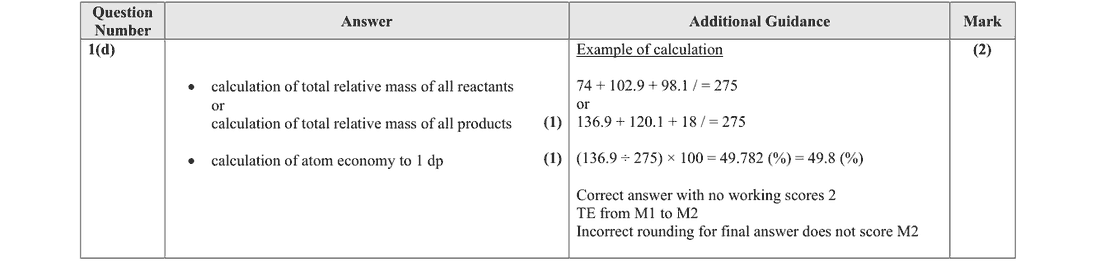 Question Number
Answer
Additional Guidance
Mark
1(d)
Example of calculation
(2)
• calculation of total relative mass of all reactants
74 + 102.9 + 98.1 / = 275
or
or
calculation of total relative mass of all products (1)
136.9 + 120.1 + 18 / = 275
• calculation of atom economy to 1 dp (1)
(136.9 ÷ 275) × 100 = 49.782 (%) = 49.8 (%)
Correct answer with no working scores 2
TE from M1 to M2
Incorrect rounding for final answer does not score M2